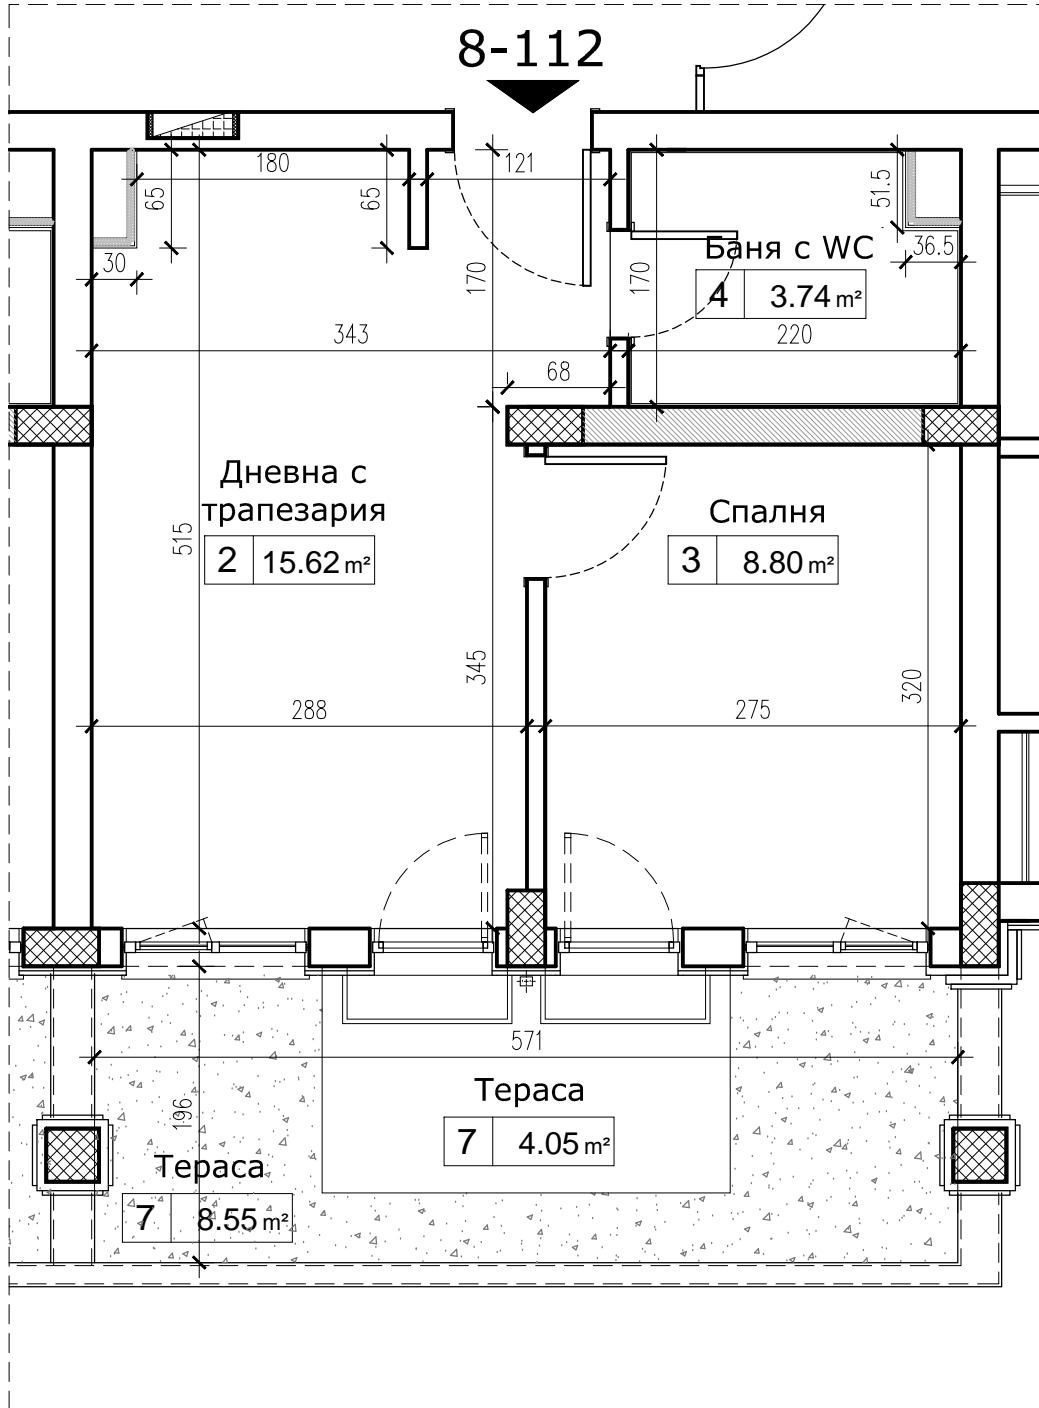 8-112
180
121
65
65
51.5
30
36.5
170
170
Баня с WC
4 3.74 m²
343
220
68
Дневна с
трапезария
2 15.62 m²
Спалня
3 8.80 m²
515
345
320
288
275
571
Тераса
7 4.05 m²
196
Тераса
7 8.55 m²